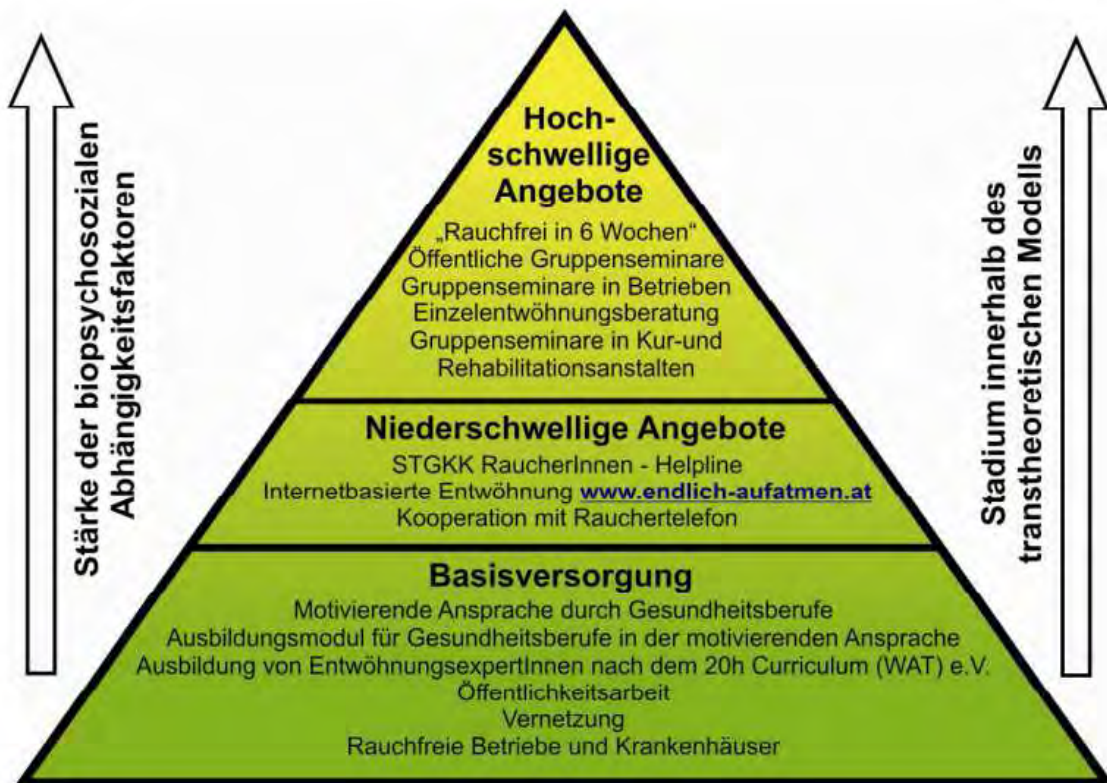 Stärke der biopsychosozialen
Abhängigkeitsfaktoren
Hoch-
schwellige
Angebote
„Rauchfrei in 6 Wochen“
Öffentliche Gruppenseminare
Gruppenseminare in Betrieben
Einzelentwöhnungsberatung
Gruppenseminare in Kur-und
Rehabilitationsanstalten
Niederschwellige Angebote
STGKK RaucherInnen - Helpline
Internetbasierte Entwöhnung www.endlich-aufatmen.at
Kooperation mit Rauchertelefon
Basisversorgung
Motivierende Ansprache durch Gesundheitsberufe
Ausbildungsmodul für Gesundheitsberufe in der motivierenden Ansprache
Ausbildung von EntwöhnungsexpertInnen nach dem 20h Curriculum (WAT) e.V.
Öffentlichkeitsarbeit
Vernetzung
Rauchfreie Betriebe und Krankenhäuser
Stadium innerhalb des
transtheoretischen Modells